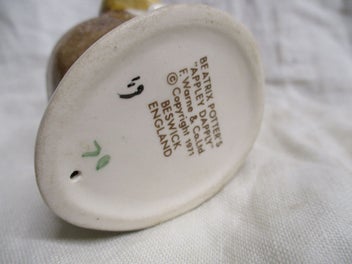 BEATRIX POTTER'S
"APPLEY DAPPLY"
F. Warne & Co.Ltd.
© Copyright 1971
BESWICK
ENGLAND